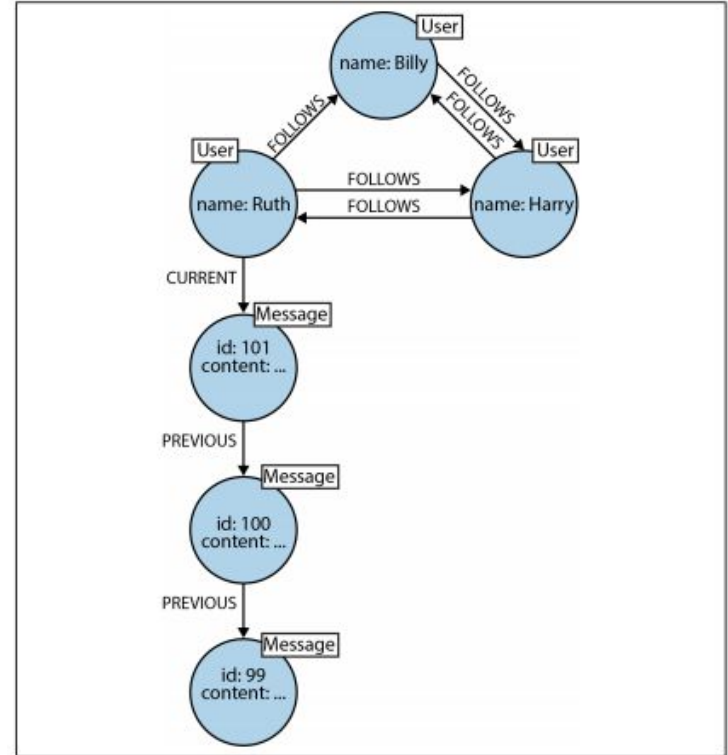 User
name: Billy
FOLLOWS
FOLLOWS
FOLLOWS
User
User
name: Ruth
FOLLOWS
FOLLOWS
name: Harry
CURRENT
Message
id: 101
content: ...
PREVIOUS
Message
id: 100
content: ...
PREVIOUS
Message
id: 99
content: ...